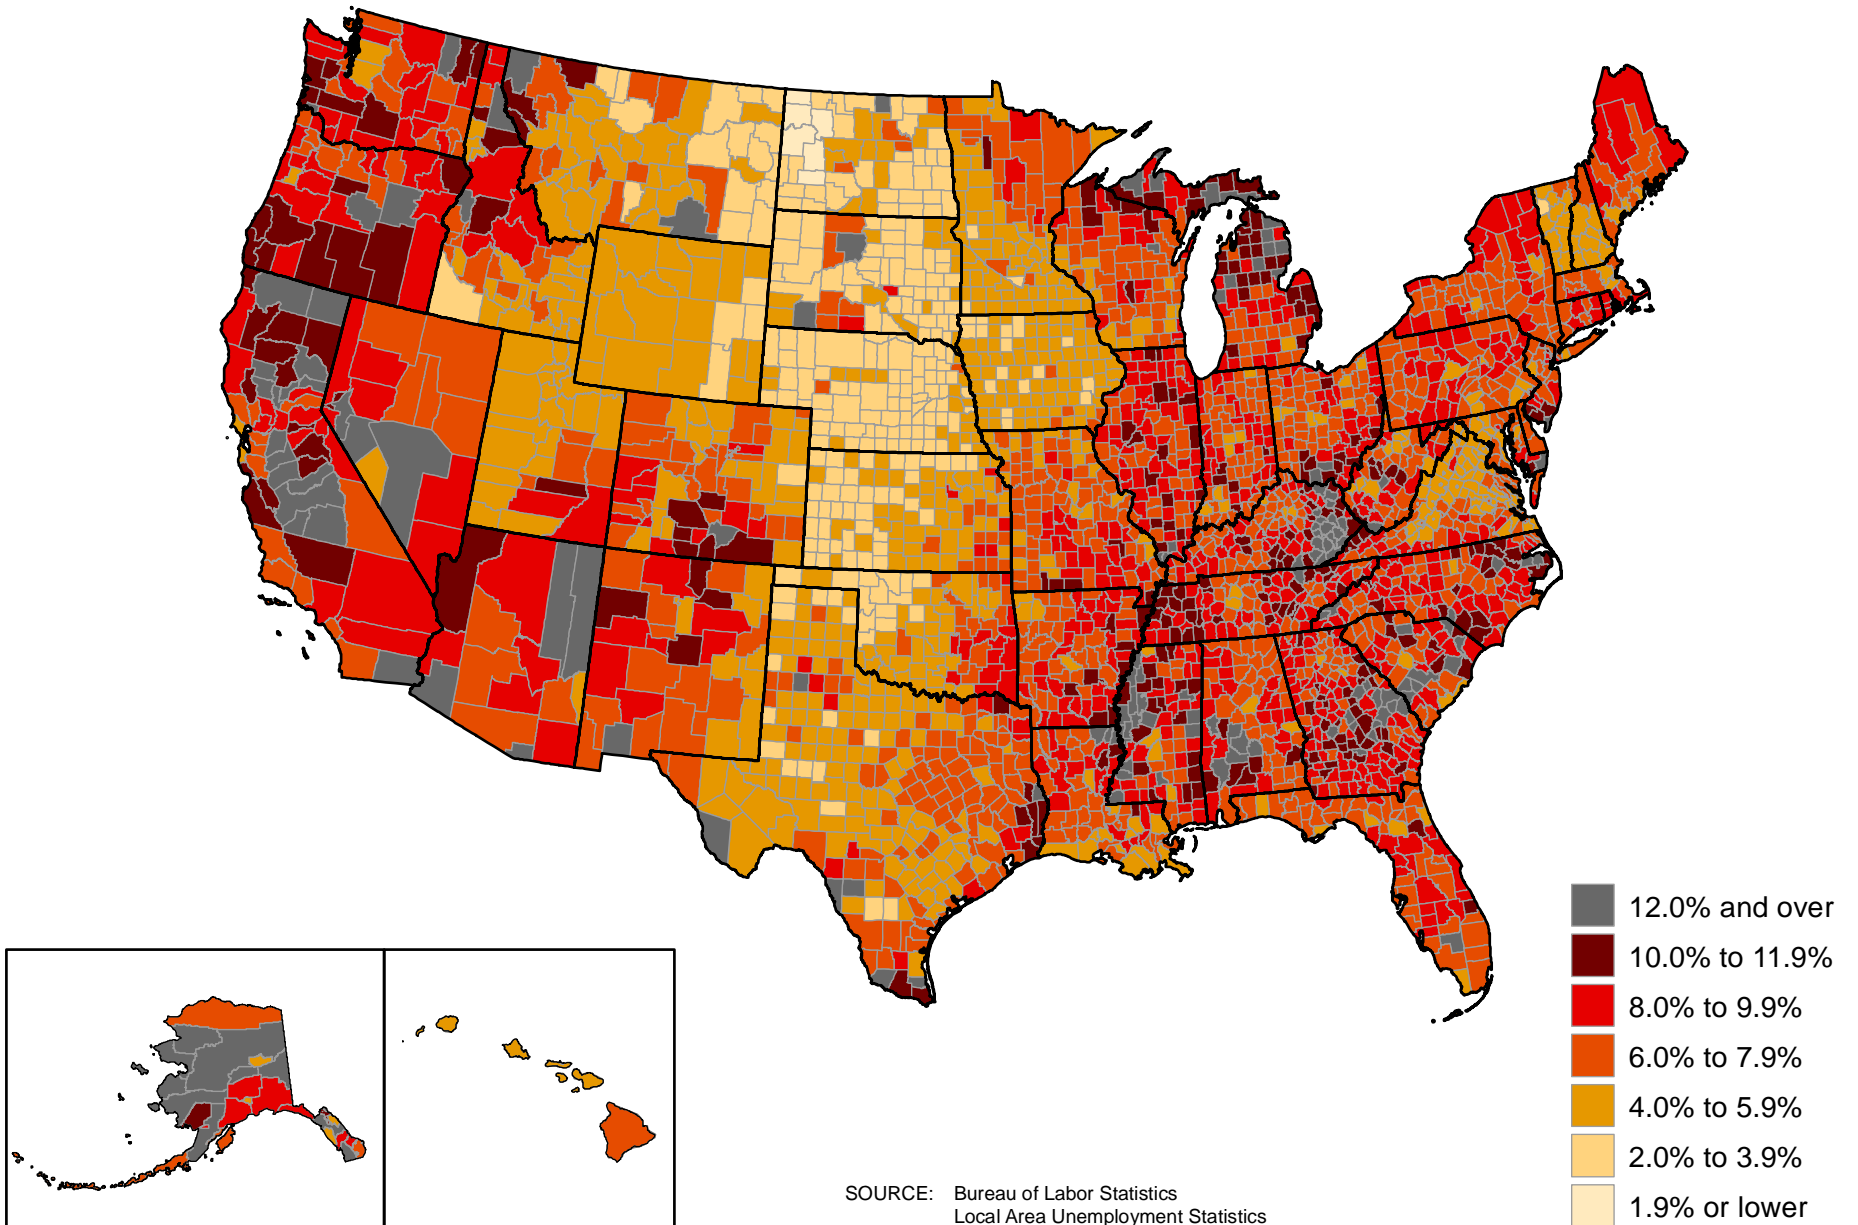 12.0% and over
10.0% to 11.9%
8.0% to 9.9%
6.0% to 7.9%
4.0% to 5.9%
2.0% to 3.9%
1.9% or lower
SOURCE: Bureau of Labor Statistics
Local Area Unemployment Statistics